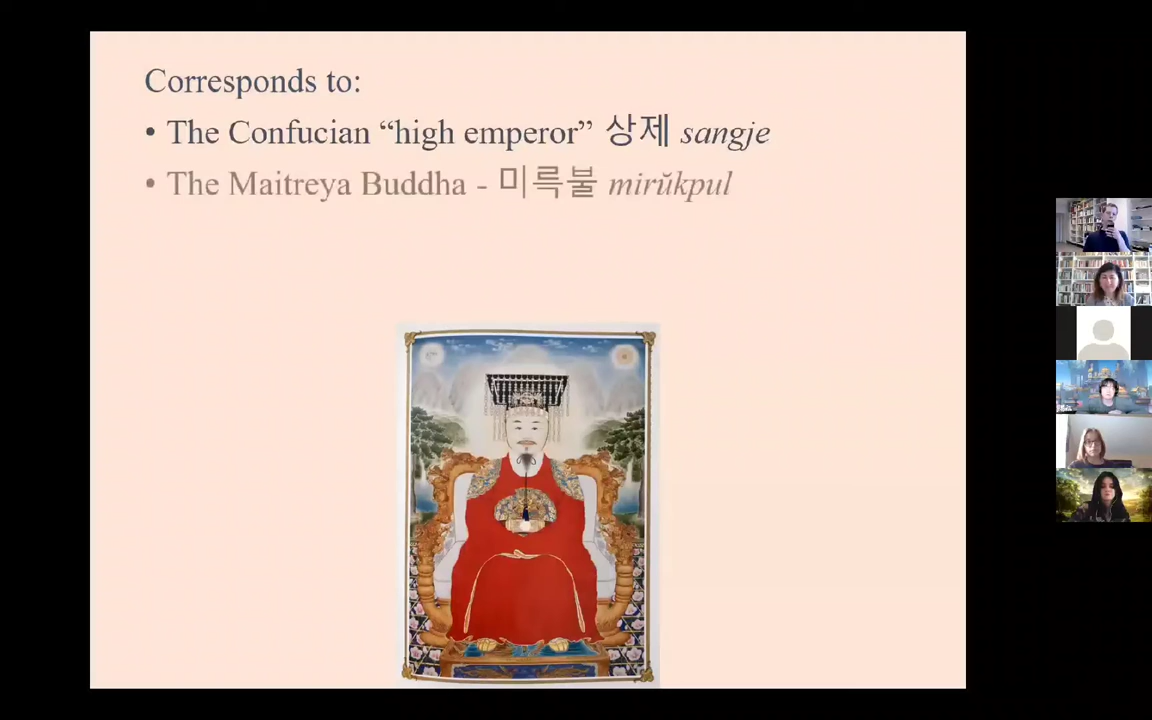 Corresponds to:
• The Confucian “high emperor” 상제 sangje
• The Maitreya Buddha - 미륵불 mirŭkpul